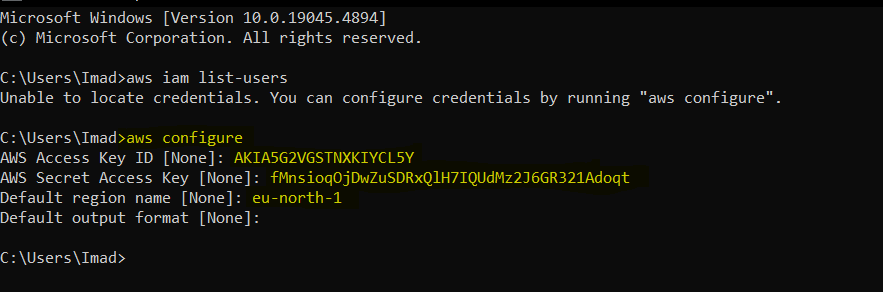 Microsoft Windows [Version 10.0.19045.4894]
(c) Microsoft Corporation. All rights reserved.
C:\Users\Imad>aws iam list-users
Unable to locate credentials. You can configure credentials by running "aws configure".
C:\Users\Imad>aws configure
AWS Access Key ID [None]: AKIA5G2VGSTNXKIYCL5Y
AWS Secret Access Key [None]: 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
Default region name [None]: eu-north-1
Default output format [None]:
C:\Users\Imad>